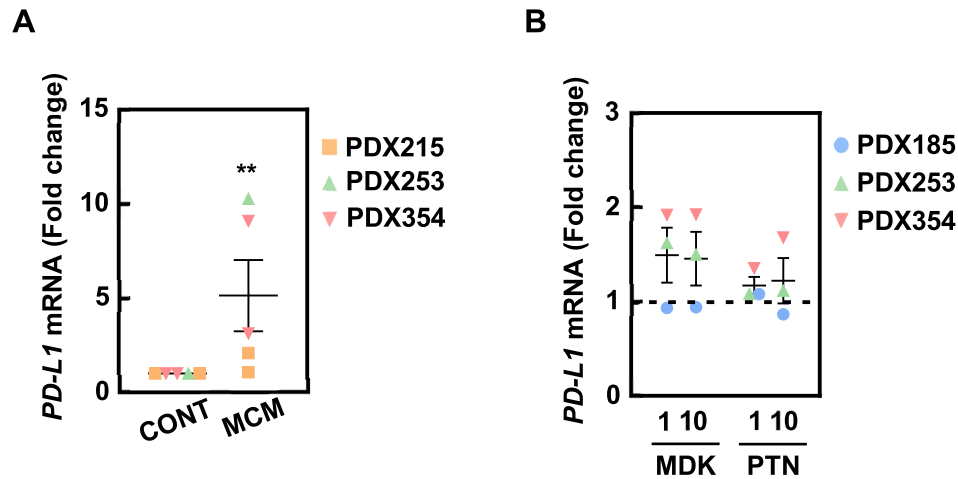 A
PD-L1 mRNA (Fold change)
15
10
5
0
**
CONT
MCM
PDX215
PDX253
PDX354
B
PD-L1 mRNA (Fold change)
3
2
1
0
1 10
1 10
MDK
PTN
PDX185
PDX253
PDX354